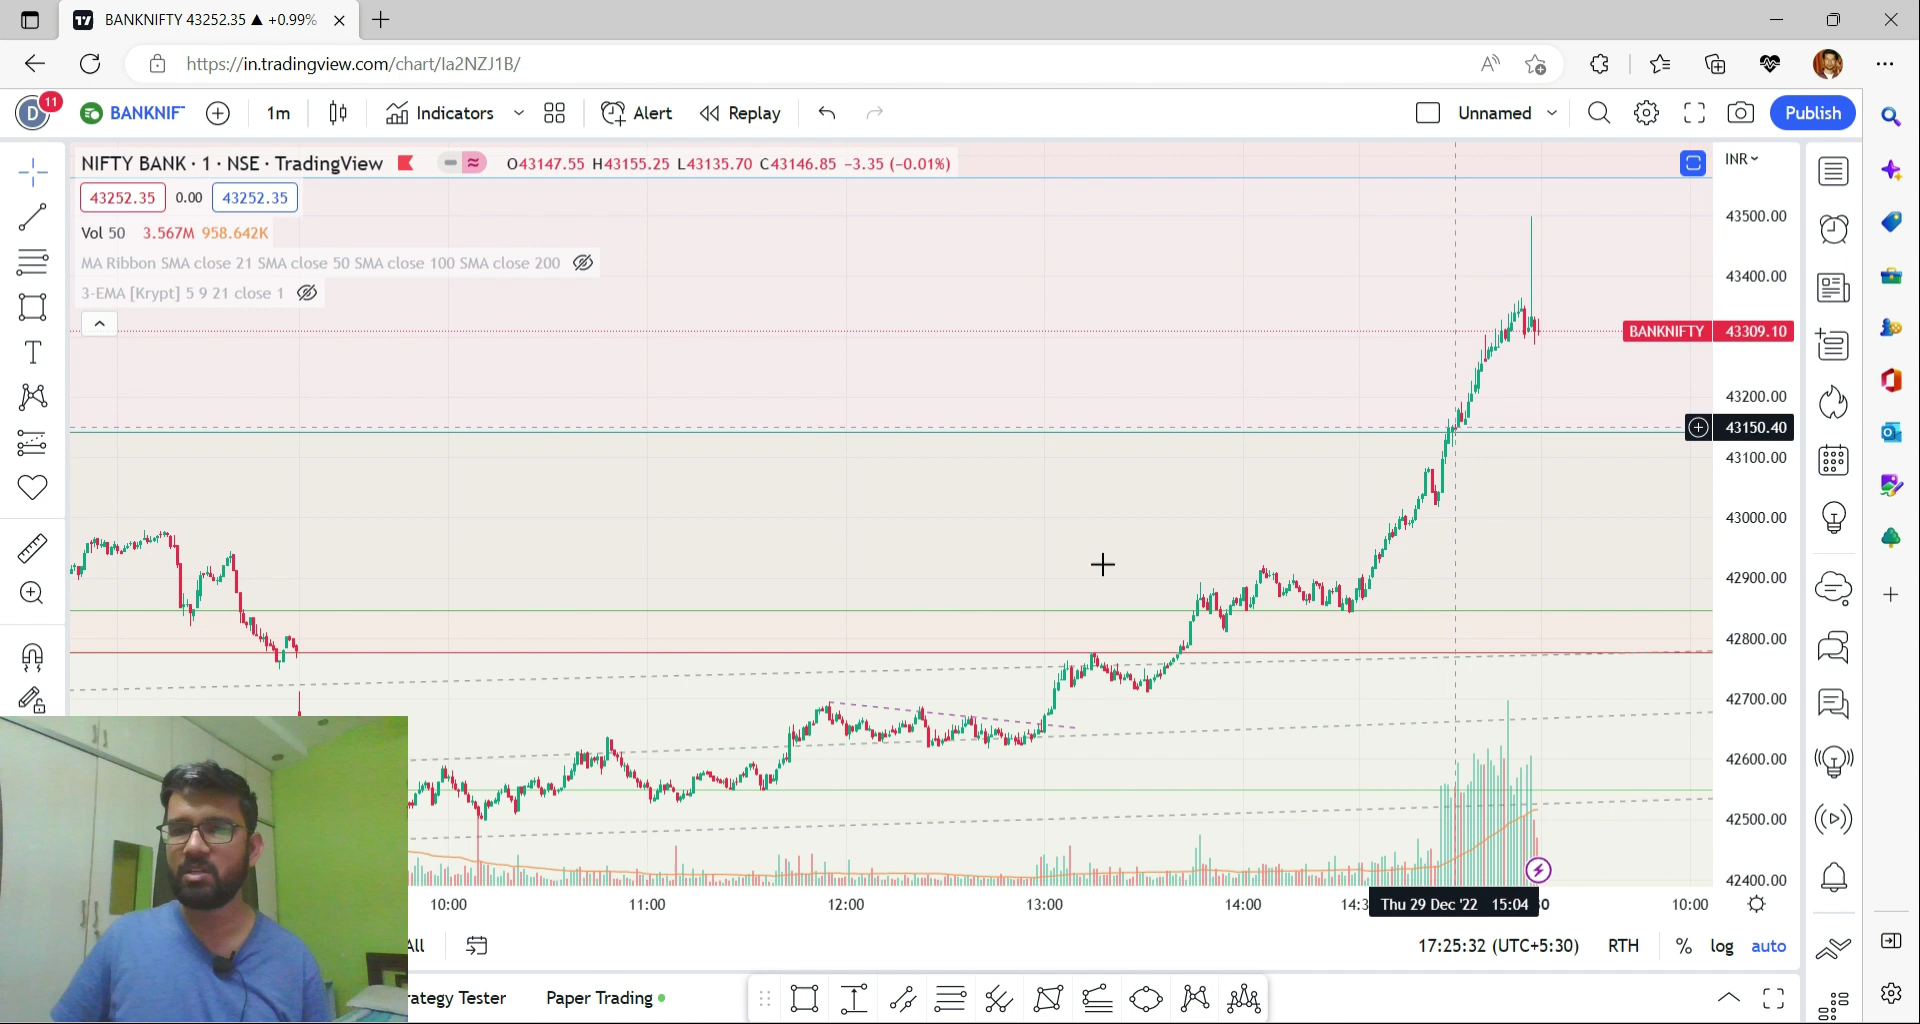 BANKNIFTY 43252.35 ▲ +0.99%
https://in.tradingview.com/chart/Ia2NZJ1B/
D 11 BANKNIF 1m Indicators Alert Replay Unnamed Publish
NIFTY BANK · 1 · NSE · TradingView O43147.55 H43155.25 L43135.70 C43146.85 −3.35 (−0.01%) INR
43252.35 0.00 43252.35
Vol 50 3.567M 958.642K
MA Ribbon SMA close 21 SMA close 50 SMA close 100 SMA close 200
3-EMA [Krypt] 5 9 21 close 1
43500.00
43400.00
BANKNIFTY 43309.10
43200.00
43150.40
43100.00
43000.00
42900.00
42800.00
42700.00
42600.00
42500.00
42400.00
10:00 11:00 12:00 13:00 14:00 14:3 Thu 29 Dec '22 15:04 0 10:00
All 17:25:32 (UTC+5:30) RTH % log auto
rategy Tester Paper Trading